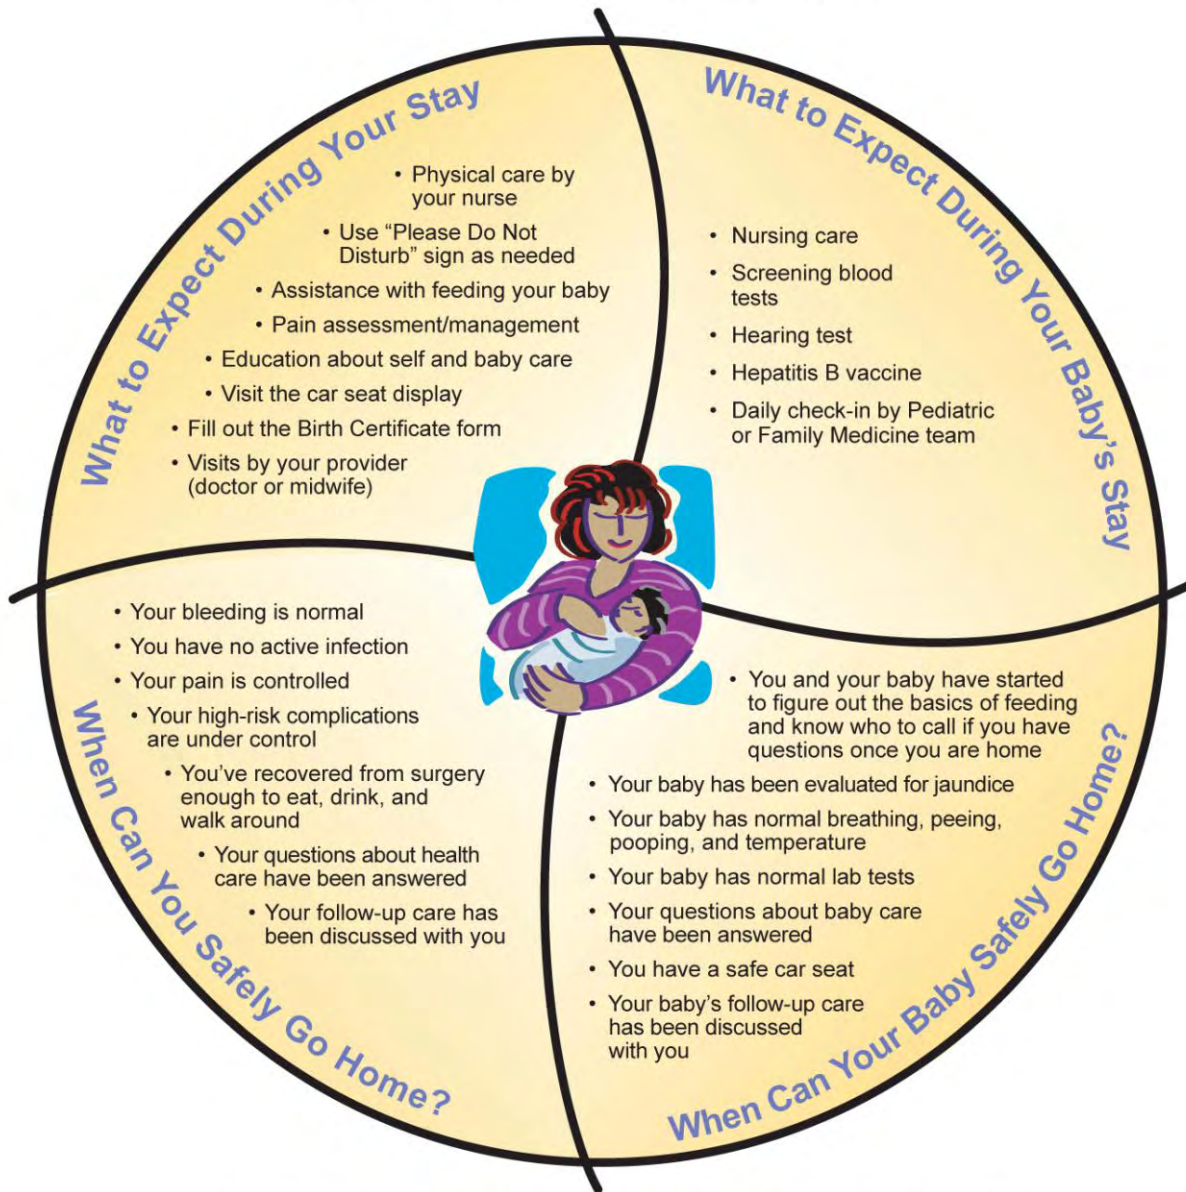 What to Expect During Your Stay
• Physical care by
your nurse
• Use “Please Do Not
Disturb” sign as needed
• Assistance with feeding your baby
• Pain assessment/management
• Education about self and baby care
• Visit the car seat display
• Fill out the Birth Certificate form
• Visits by your provider
(doctor or midwife)
What to Expect During Your Baby’s Stay
• Nursing care
• Screening blood
tests
• Hearing test
• Hepatitis B vaccine
• Daily check-in by Pediatric
or Family Medicine team
When Can You Safely Go Home?
• Your bleeding is normal
• You have no active infection
• Your pain is controlled
• Your high-risk complications
are under control
• You’ve recovered from surgery
enough to eat, drink, and
walk around
• Your questions about health
care have been answered
• Your follow-up care has
been discussed with you
When Can Your Baby Safely Go Home?
• You and your baby have started
to figure out the basics of feeding
and know who to call if you have
questions once you are home
• Your baby has been evaluated for jaundice
• Your baby has normal breathing, peeing,
pooping, and temperature
• Your baby has normal lab tests
• Your questions about baby care
have been answered
• You have a safe car seat
• Your baby’s follow-up care
has been discussed
with you